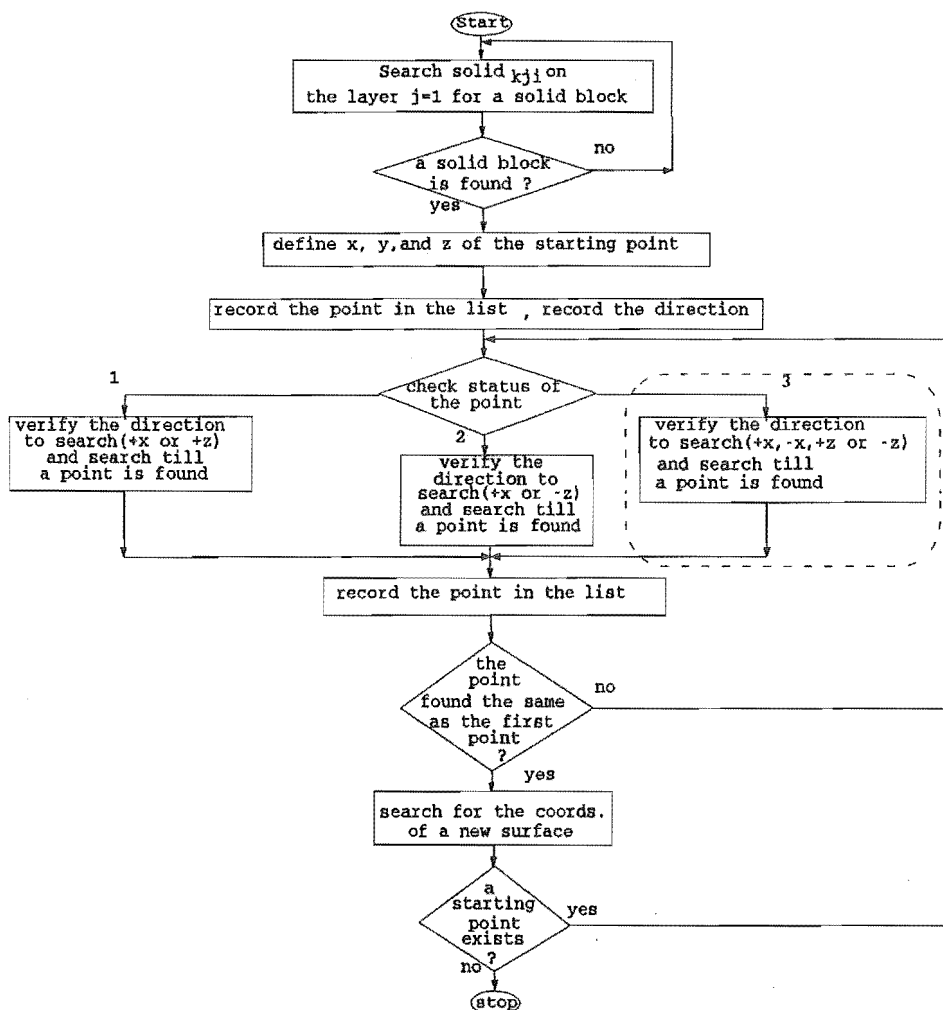 Start
Search solid kji on
the layer j=1 for a solid block
no
a solid block
is found ?
yes
define x, y,and z of the starting point
record the point in the list , record the direction
1
check status of
the point
3
2
verify the direction
to search(+x or +z)
and search till
a point is found
verify the
direction to
search(+x or -z)
and search till
a point is found
verify the direction
to search(+x,-x,+z or -z)
and search till
a point is found
record the point in the list
the
point
found the same
as the first
point
?
no
yes
search for the coords.
of a new surface
a
starting
point
exists
?
yes
no
stop